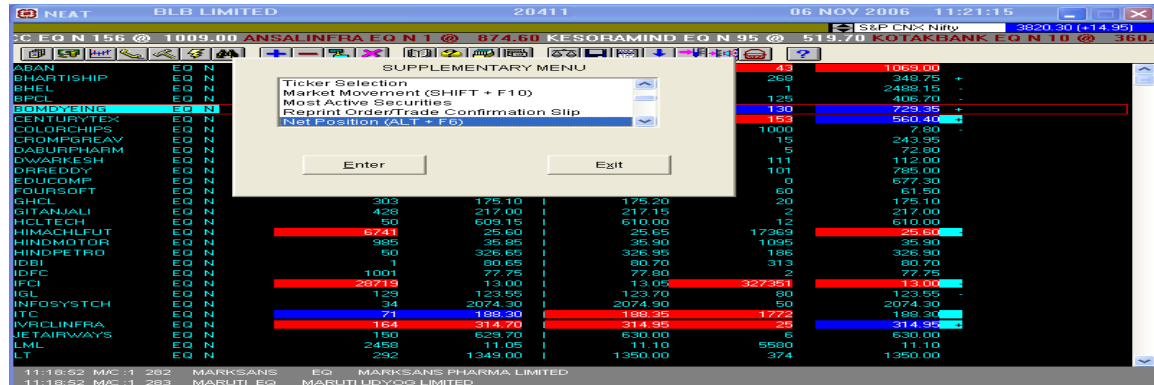 NEAT BLB LIMITED 20411 06 NOV 2006 11:21:15
S&P CNX Nifty 3820.30 (+14.95)
:C EQ N 156 @ 1009.00 ANSALINFRA EQ N 1 @ 874.60 KESORAMIND EQ N 95 @ 519.70 KOTAKBANK EQ N 10 @ 360.
SUPPLEMENTARY MENU
Ticker Selection
Market Movement (SHIFT + F10)
Most Active Securities
Reprint Order/Trade Confirmation Slip
Net Position (ALT + F6)
Enter Exit
ABAN EQ N 43 1069.00
BHARTISHIP EQ N 268 348.75 +
BHEL EQ N 1 2488.15 -
BPCL EQ N 125 406.70 -
BOMDYEING EQ N 130 729.35 +
CENTURYTEX EQ N 153 560.40 +
COLORCHIPS EQ N 1000 7.80 -
CROMPGREAV EQ N 15 243.95
DABURPHARM EQ N 5 72.80
DWARKESH EQ N 111 112.00
DRREDDY EQ N 101 785.00
EDUCOMP EQ N 0 677.30
FOURSOFT EQ N 60 61.50
GHCL EQ N 303 175.10 175.20 20 175.10
GITANJALI EQ N 428 217.00 217.15 2 217.00
HCLTECH EQ N 50 609.15 610.00 12 610.00
HIMACHLFUT EQ N 6741 25.60 25.65 17369 25.60 -
HINDMOTOR EQ N 985 35.85 35.90 1095 35.90
HINDPETRO EQ N 50 326.65 326.95 186 326.90
IDBI EQ N 1 80.65 80.70 313 80.70
IDFC EQ N 1001 77.75 77.80 2 77.75
IFCI EQ N 28719 13.00 13.05 327351 13.00 -
IGL EQ N 129 123.55 123.70 80 123.55 -
INFOSYSTCH EQ N 34 2074.30 2074.90 50 2074.30
ITC EQ N 71 188.30 188.35 1772 188.30 -
IVRCLINFRA EQ N 164 314.70 314.95 25 314.95 +
JETAIRWAYS EQ N 150 629.70 630.00 6 630.00
LML EQ N 2458 11.05 11.10 5580 11.10
LT EQ N 292 1349.00 1350.00 374 1350.00
11:18:52 M/C :1 282 MARKSANS EQ MARKSANS PHARMA LIMITED
11:18:52 M/C :1 283 MARUTI EQ MARUTI UDYOG LIMITED